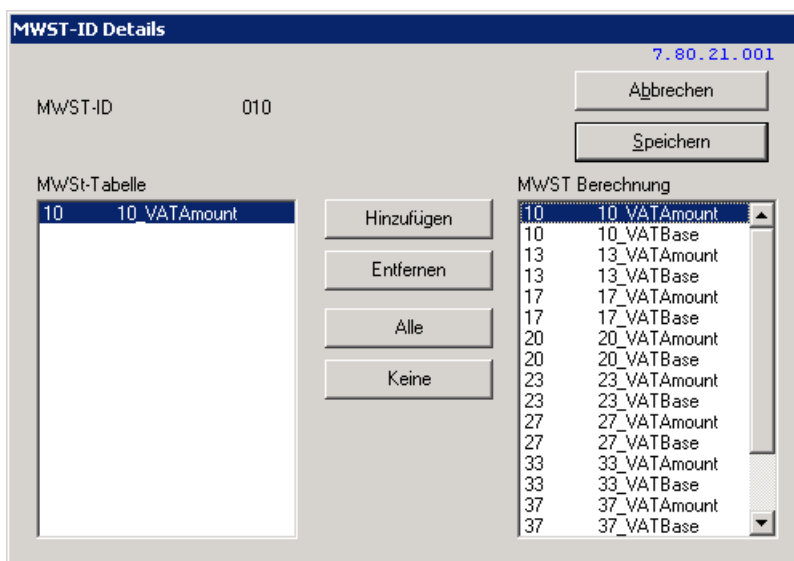 MWST-ID Details
7.80.21.001
Abbrechen
MWST-ID 010
Speichern
MWSt-Tabelle
10 10_VATAmount
Hinzufügen
Entfernen
Alle
Keine
MWST Berechnung
10 10_VATAmount
10 10_VATBase
13 13_VATAmount
13 13_VATBase
17 17_VATAmount
17 17_VATBase
20 20_VATAmount
20 20_VATBase
23 23_VATAmount
23 23_VATBase
27 27_VATAmount
27 27_VATBase
33 33_VATAmount
33 33_VATBase
37 37_VATAmount
37 37_VATBase